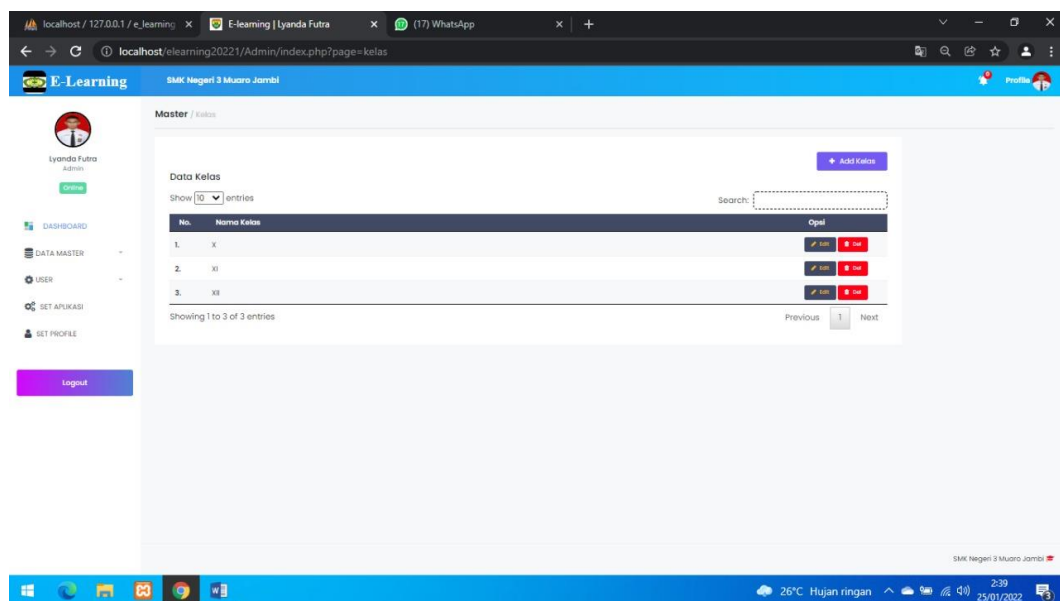 localhost / 127.0.0.1 / e_learning
E-learning | Lyanda Futra
(17) WhatsApp
localhost/elearning20221/Admin/index.php?page=kelas
E-Learning
SMK Negeri 3 Muaro Jambi
Profile
Lyanda Futra
Admin
Online
DASHBOARD
DATA MASTER
USER
SET APLIKASI
SET PROFILE
Logout
Master / Kelas
+ Add Kelas
Data Kelas
Show 10 entries
Search:
No. Nama Kelas Opsi
1. X Edit Del
2. XI Edit Del
3. XII Edit Del
Showing 1 to 3 of 3 entries
Previous 1 Next
SMK Negeri 3 Muaro Jambi
26°C Hujan ringan
2:39
25/01/2022